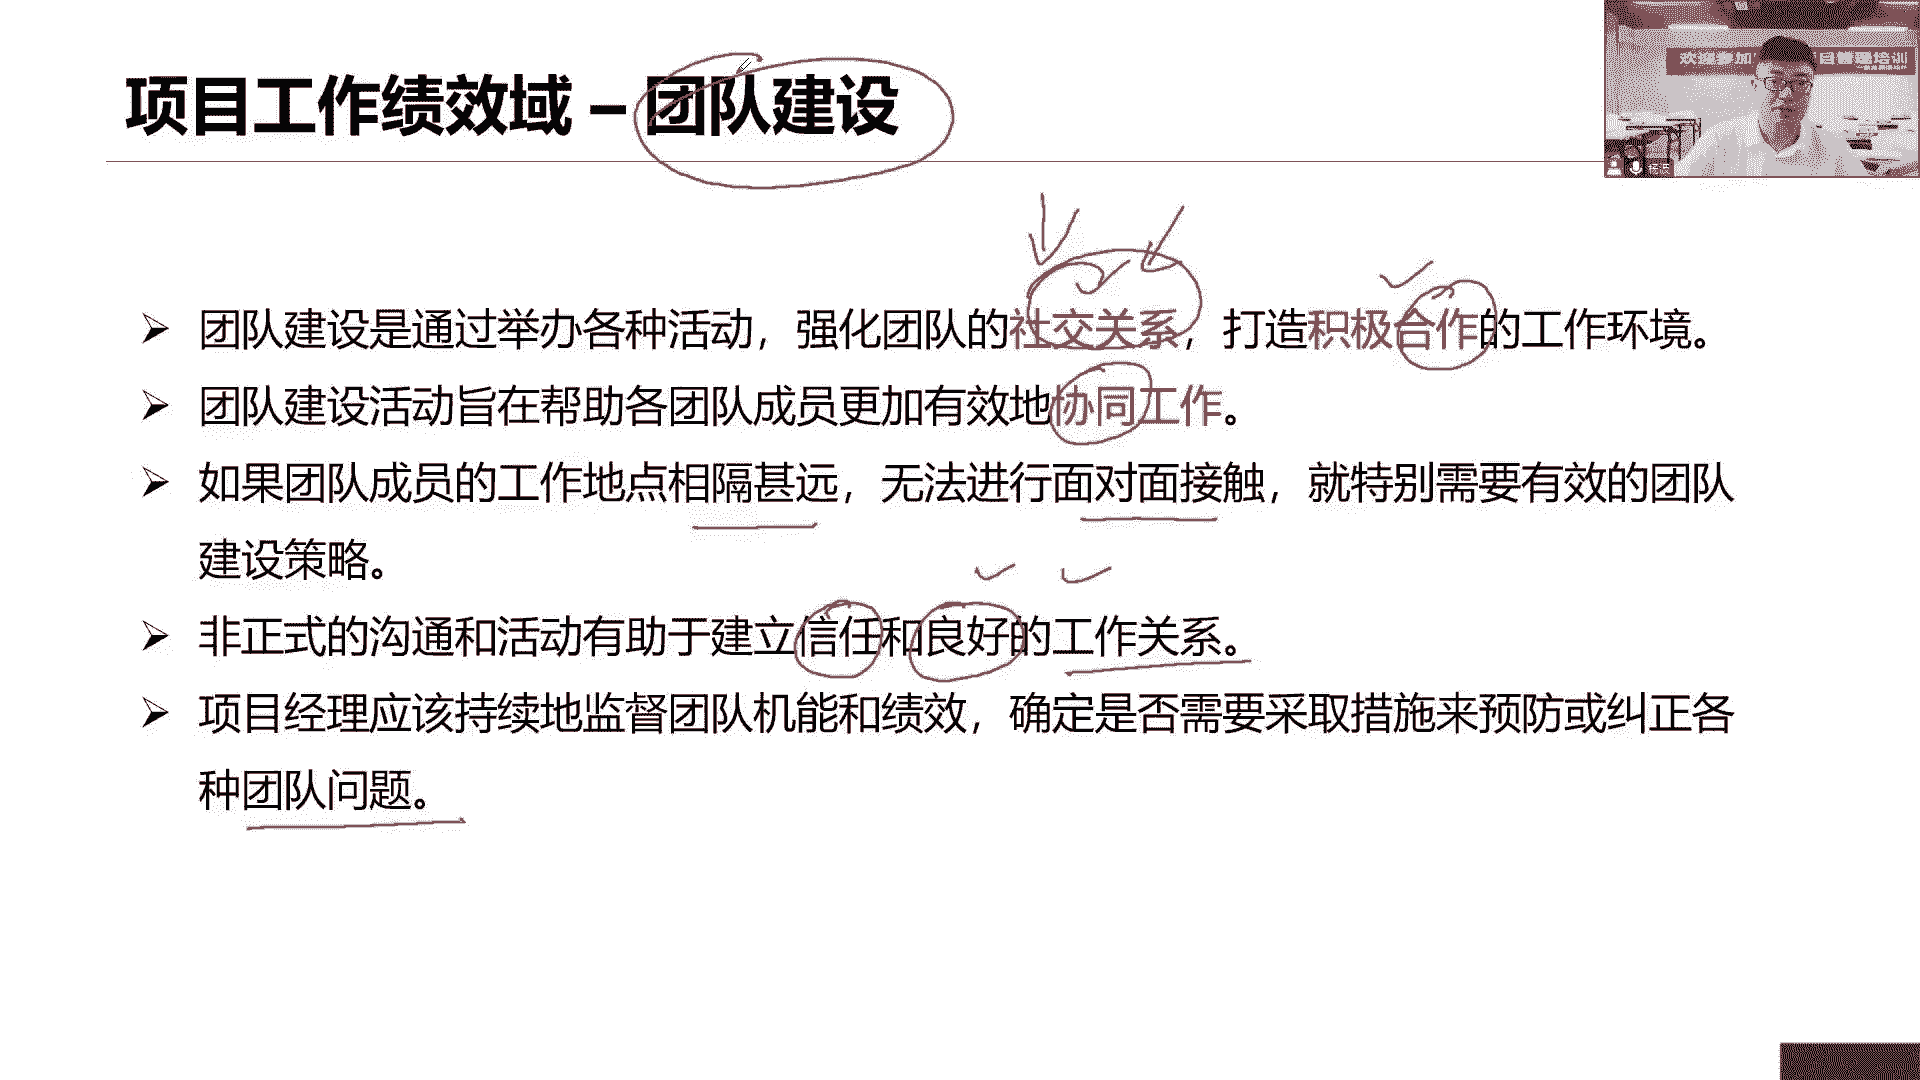 项目工作绩效域 – 团队建设
欢迎参加 项目管理培训
杨波
➢ 团队建设是通过举办各种活动，强化团队的社交关系，打造积极合作的工作环境。
➢ 团队建设活动旨在帮助各团队成员更加有效地协同工作。
➢ 如果团队成员的工作地点相隔甚远，无法进行面对面接触，就特别需要有效的团队
建设策略。
➢ 非正式的沟通和活动有助于建立信任和良好的工作关系。
➢ 项目经理应该持续地监督团队机能和绩效，确定是否需要采取措施来预防或纠正各
种团队问题。